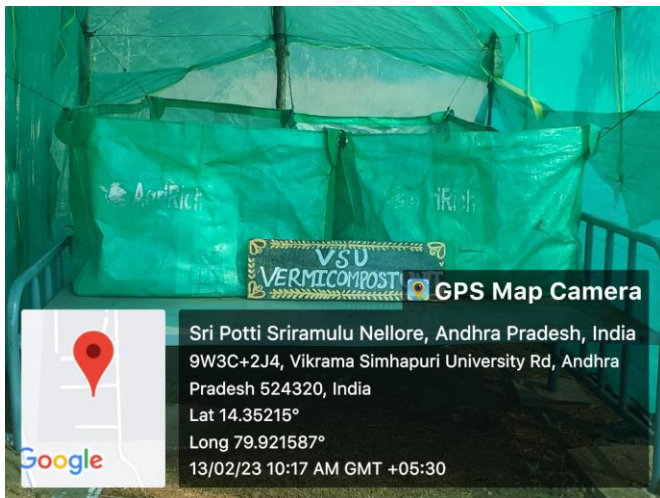 AgriRich
VSU
VERMICOMPOST
GPS Map Camera
Sri Potti Sriramulu Nellore, Andhra Pradesh, India
9W3C+2J4, Vikrama Simhapuri University Rd, Andhra
Pradesh 524320, India
Lat 14.35215°
Long 79.921587°
13/02/23 10:17 AM GMT +05:30
Google